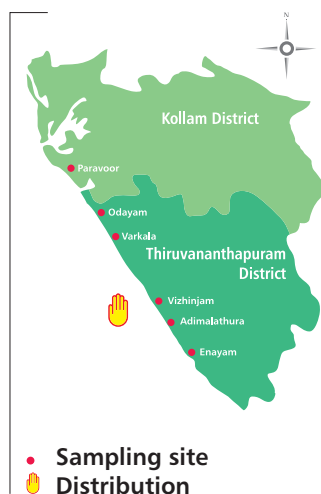 N
Kollam District
Paravoor
Odayam
Varkala
Thiruvananthapuram
District
Vizhinjam
Adimalathura
Enayam
Sampling site
Distribution